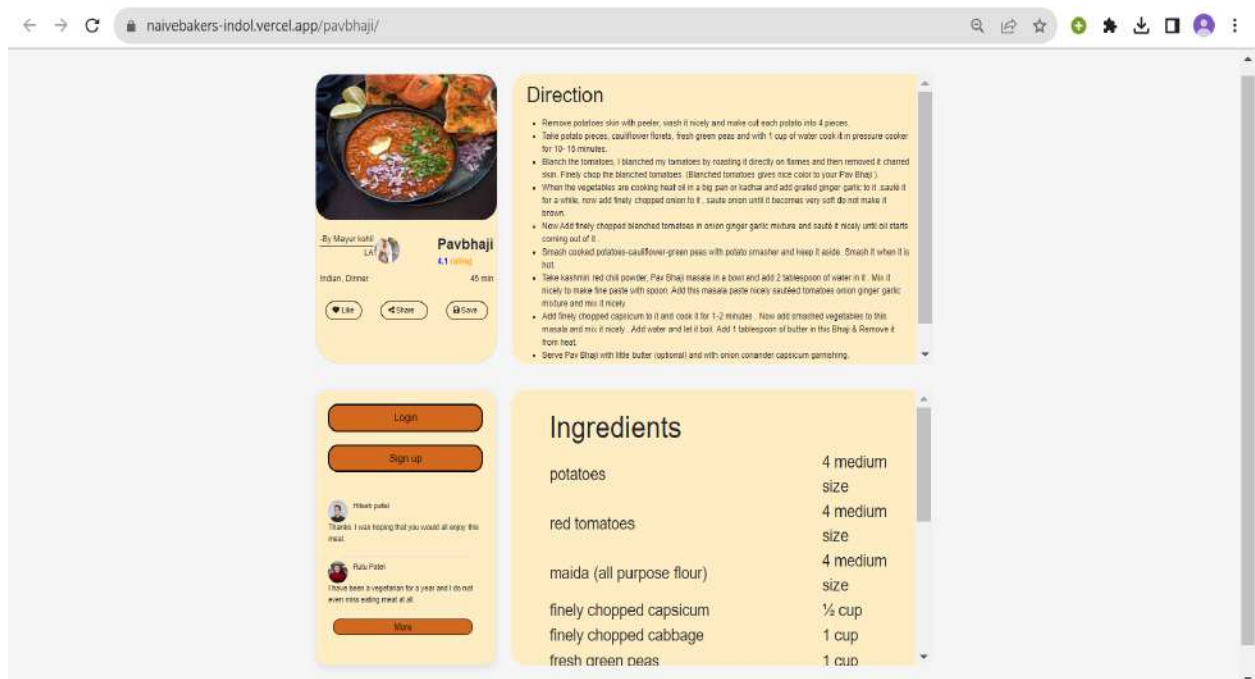 naivebakers-indol.vercel.app/pavbhaji/
-By Mayur kohli
LA
Pavbhaji
4.1 rating
Indian, Dinner
45 min
Like
Share
Save
Direction
Remove potatoes skin with peeler, wash it nicely and make cut each potato into 4 pieces.
Take potato pieces, cauliflower florets, fresh green peas and with 1 cup of water cook it in pressure cooker
for 10- 15 minutes.
Blanch the tomatoes, I blanched my tomatoes by roasting it directly on flames and then removed it charred
skin. Finely chop the blanched tomatoes. (Blanched tomatoes gives nice color to your Pav Bhaji ).
When the vegetables are cooking heat oil in a big pan or kadhai and add grated ginger garlic to it .sauté it
for a while, now add finely chopped onion to it , saute onion until it becomes very soft do not make it
brown.
Now Add finely chopped blanched tomatoes in onion ginger garlic mixture and sauté it nicely until oil starts
coming out of it .
Smash cooked potatoes-cauliflower-green peas with potato smasher and keep it aside. Smash it when it is
hot.
Take kashmiri red chili powder, Pav Bhaji masala in a bowl and add 2 tablespoon of water in it . Mix it
nicely to make fine paste with spoon. Add this masala paste nicely sautéed tomatoes onion ginger garlic
mixture and mix it nicely.
Add finely chopped capsicum to it and cook it for 1-2 minutes . Now add smashed vegetables to this
masala and mix it nicely . Add water and let it boil. Add 1 tablespoon of butter in this Bhaji & Remove it
from heat.
Serve Pav Bhaji with little butter (optional) and with onion coriander capsicum garnishing.
Login
Sign up
Hitesh patel
Thanks. I was hoping that you would all enjoy this
meal.
Rutu Patel
I have been a vegetarian for a year and I do not
even miss eating meat at all.
More
Ingredients
potatoes 4 medium
size
red tomatoes 4 medium
size
maida (all purpose flour) 4 medium
size
finely chopped capsicum ½ cup
finely chopped cabbage 1 cup
fresh green peas 1 cup